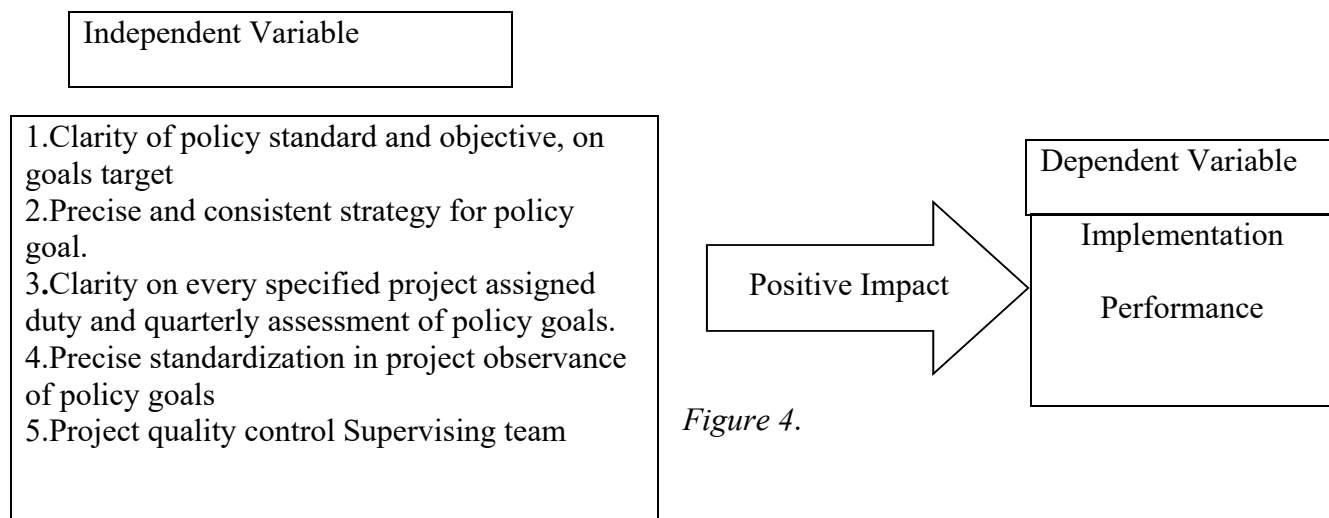 Independent Variable
1.Clarity of policy standard and objective, on
goals target
2.Precise and consistent strategy for policy
goal.
3.Clarity on every specified project assigned
duty and quarterly assessment of policy goals.
4.Precise standardization in project observance
of policy goals
5.Project quality control Supervising team
Positive Impact
Figure 4.
Dependent Variable
Implementation
Performance